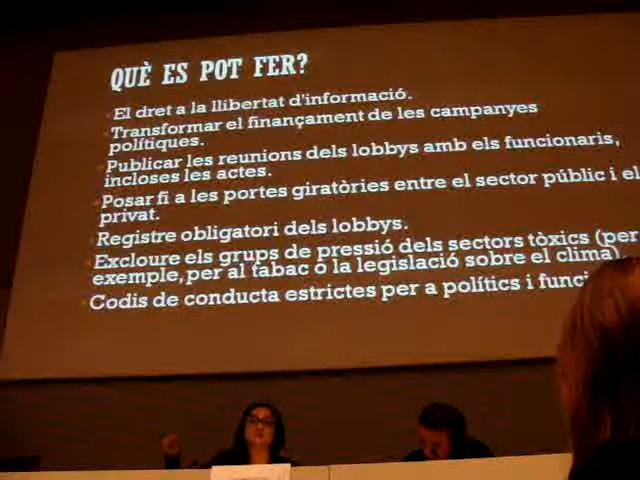 QUÈ ES POT FER?
El dret a la llibertat d'informació.
Transformar el finançament de les campanyes
polítiques.
Publicar les reunions dels lobbys amb els funcionaris,
incloses les actes.
Posar fi a les portes giratòries entre el sector públic i el
privat.
Registre obligatori dels lobbys.
Excloure els grups de pressió dels sectors tòxics (per
exemple, per al tabac o la legislació sobre el clima).
Codis de conducta estrictes per a polítics i